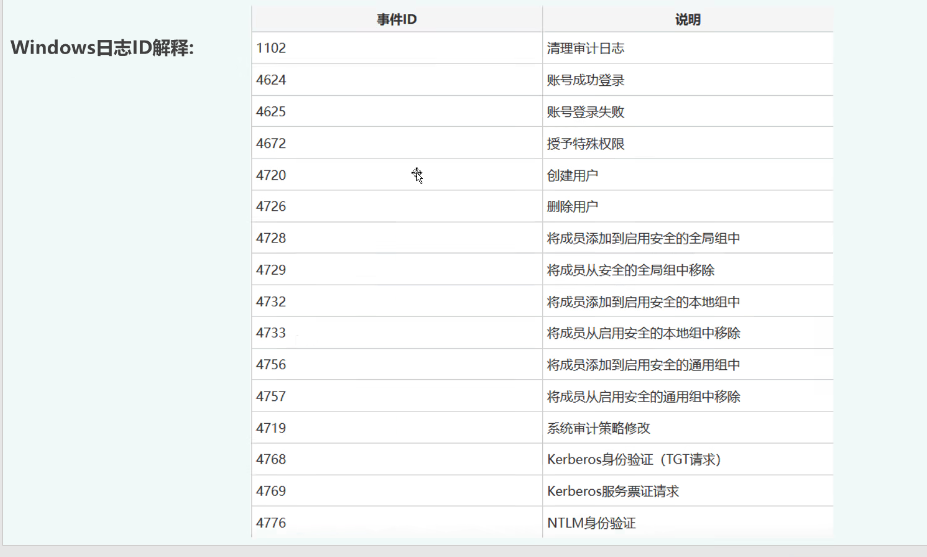 Windows日志ID解释:
事件ID 说明
1102 清理审计日志
4624 账号成功登录
4625 账号登录失败
4672 授予特殊权限
4720 创建用户
4726 删除用户
4728 将成员添加到启用安全的全局组中
4729 将成员从安全的全局组中移除
4732 将成员添加到启用安全的本地组中
4733 将成员从启用安全的本地组中移除
4756 将成员添加到启用安全的通用组中
4757 将成员从启用安全的通用组中移除
4719 系统审计策略修改
4768 Kerberos身份验证（TGT请求）
4769 Kerberos服务票证请求
4776 NTLM身份验证